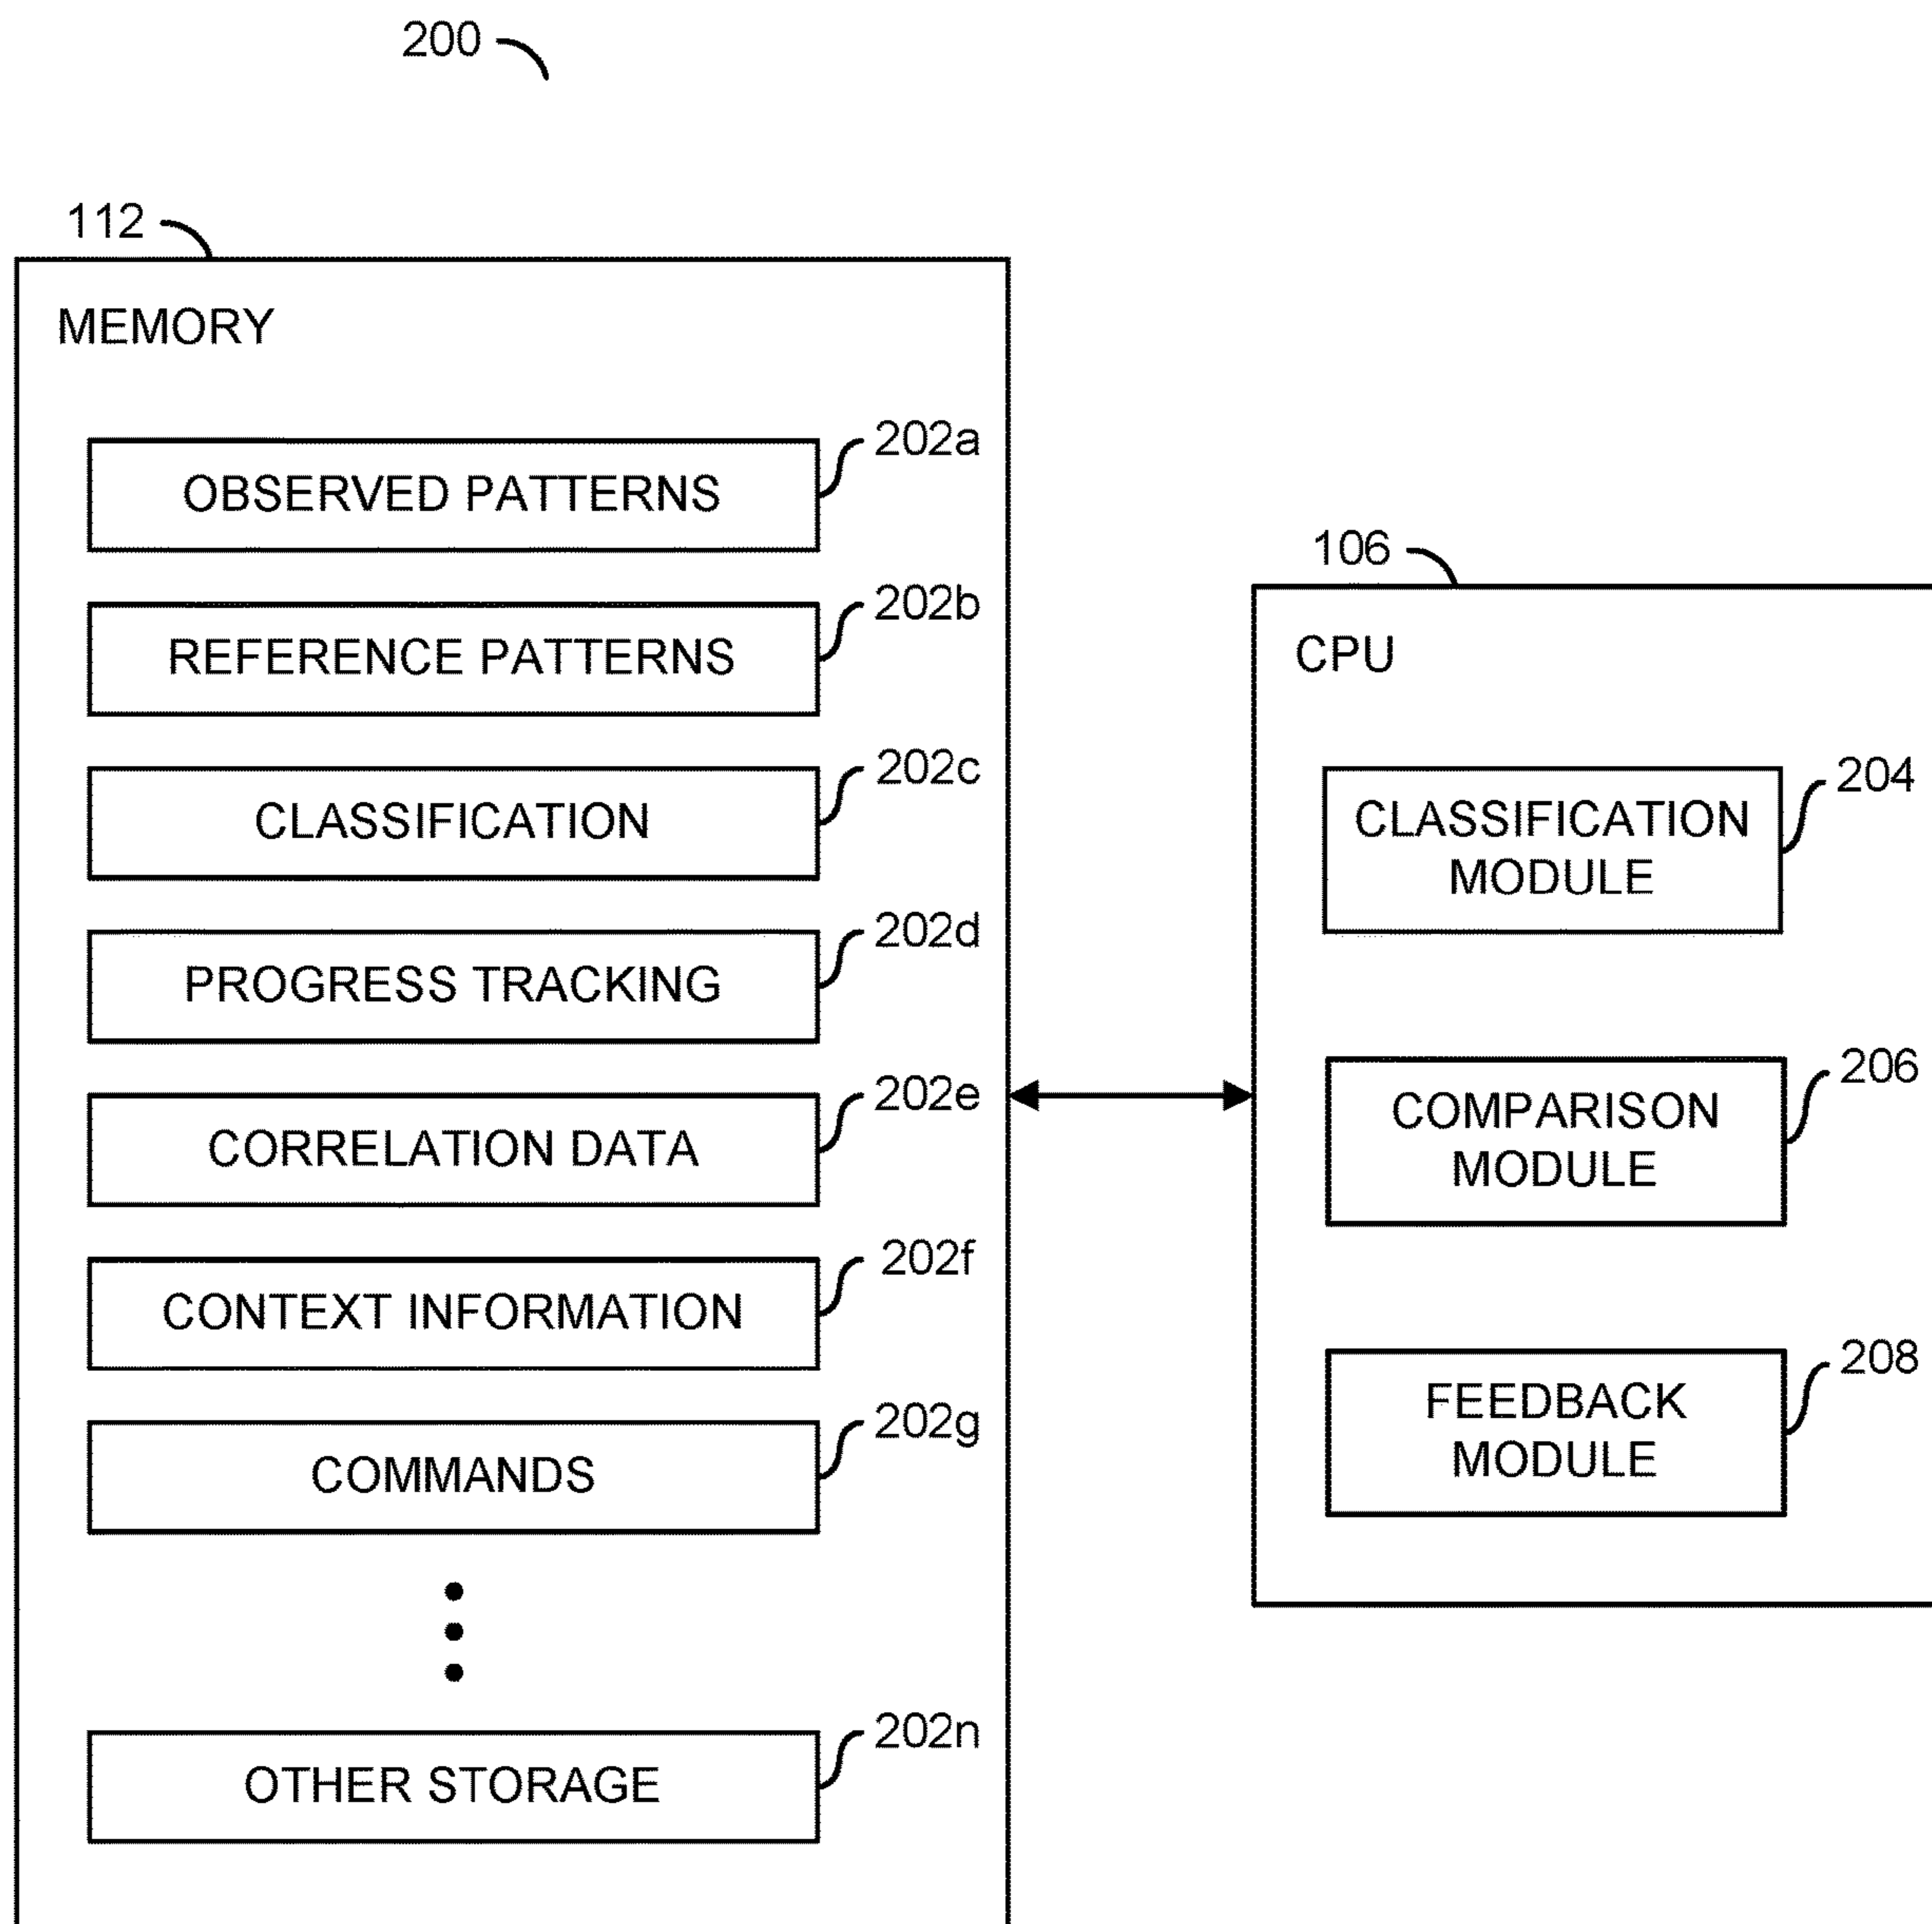 200
112
MEMORY
202a
OBSERVED PATTERNS
202b
REFERENCE PATTERNS
202c
CLASSIFICATION
202d
PROGRESS TRACKING
202e
CORRELATION DATA
202f
CONTEXT INFORMATION
202g
COMMANDS
202n
OTHER STORAGE
106
CPU
204
CLASSIFICATION
MODULE
206
COMPARISON
MODULE
208
FEEDBACK
MODULE